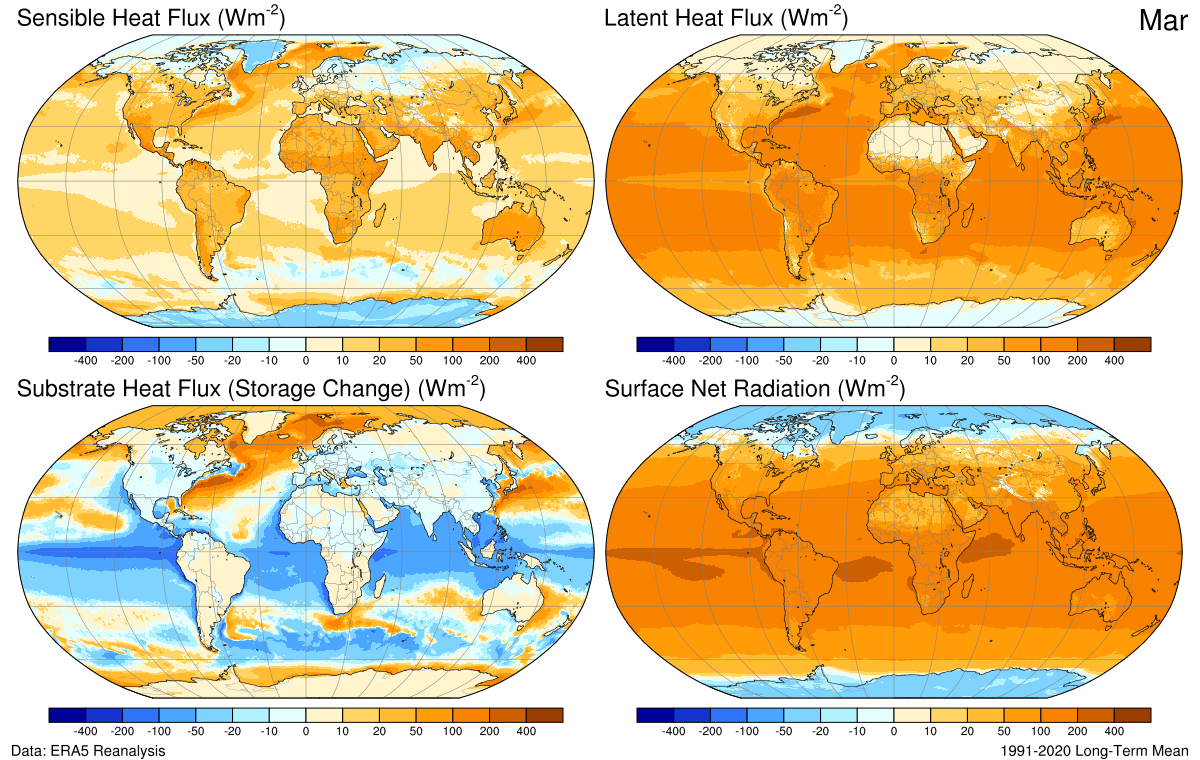 Sensible Heat Flux (Wm-2)
Latent Heat Flux (Wm-2)
Mar
-400 -200 -100 -50 -20 -10 0 10 20 50 100 200 400
-400 -200 -100 -50 -20 -10 0 10 20 50 100 200 400
Substrate Heat Flux (Storage Change) (Wm-2)
Surface Net Radiation (Wm-2)
-400 -200 -100 -50 -20 -10 0 10 20 50 100 200 400
-400 -200 -100 -50 -20 -10 0 10 20 50 100 200 400
Data: ERA5 Reanalysis
1991-2020 Long-Term Mean